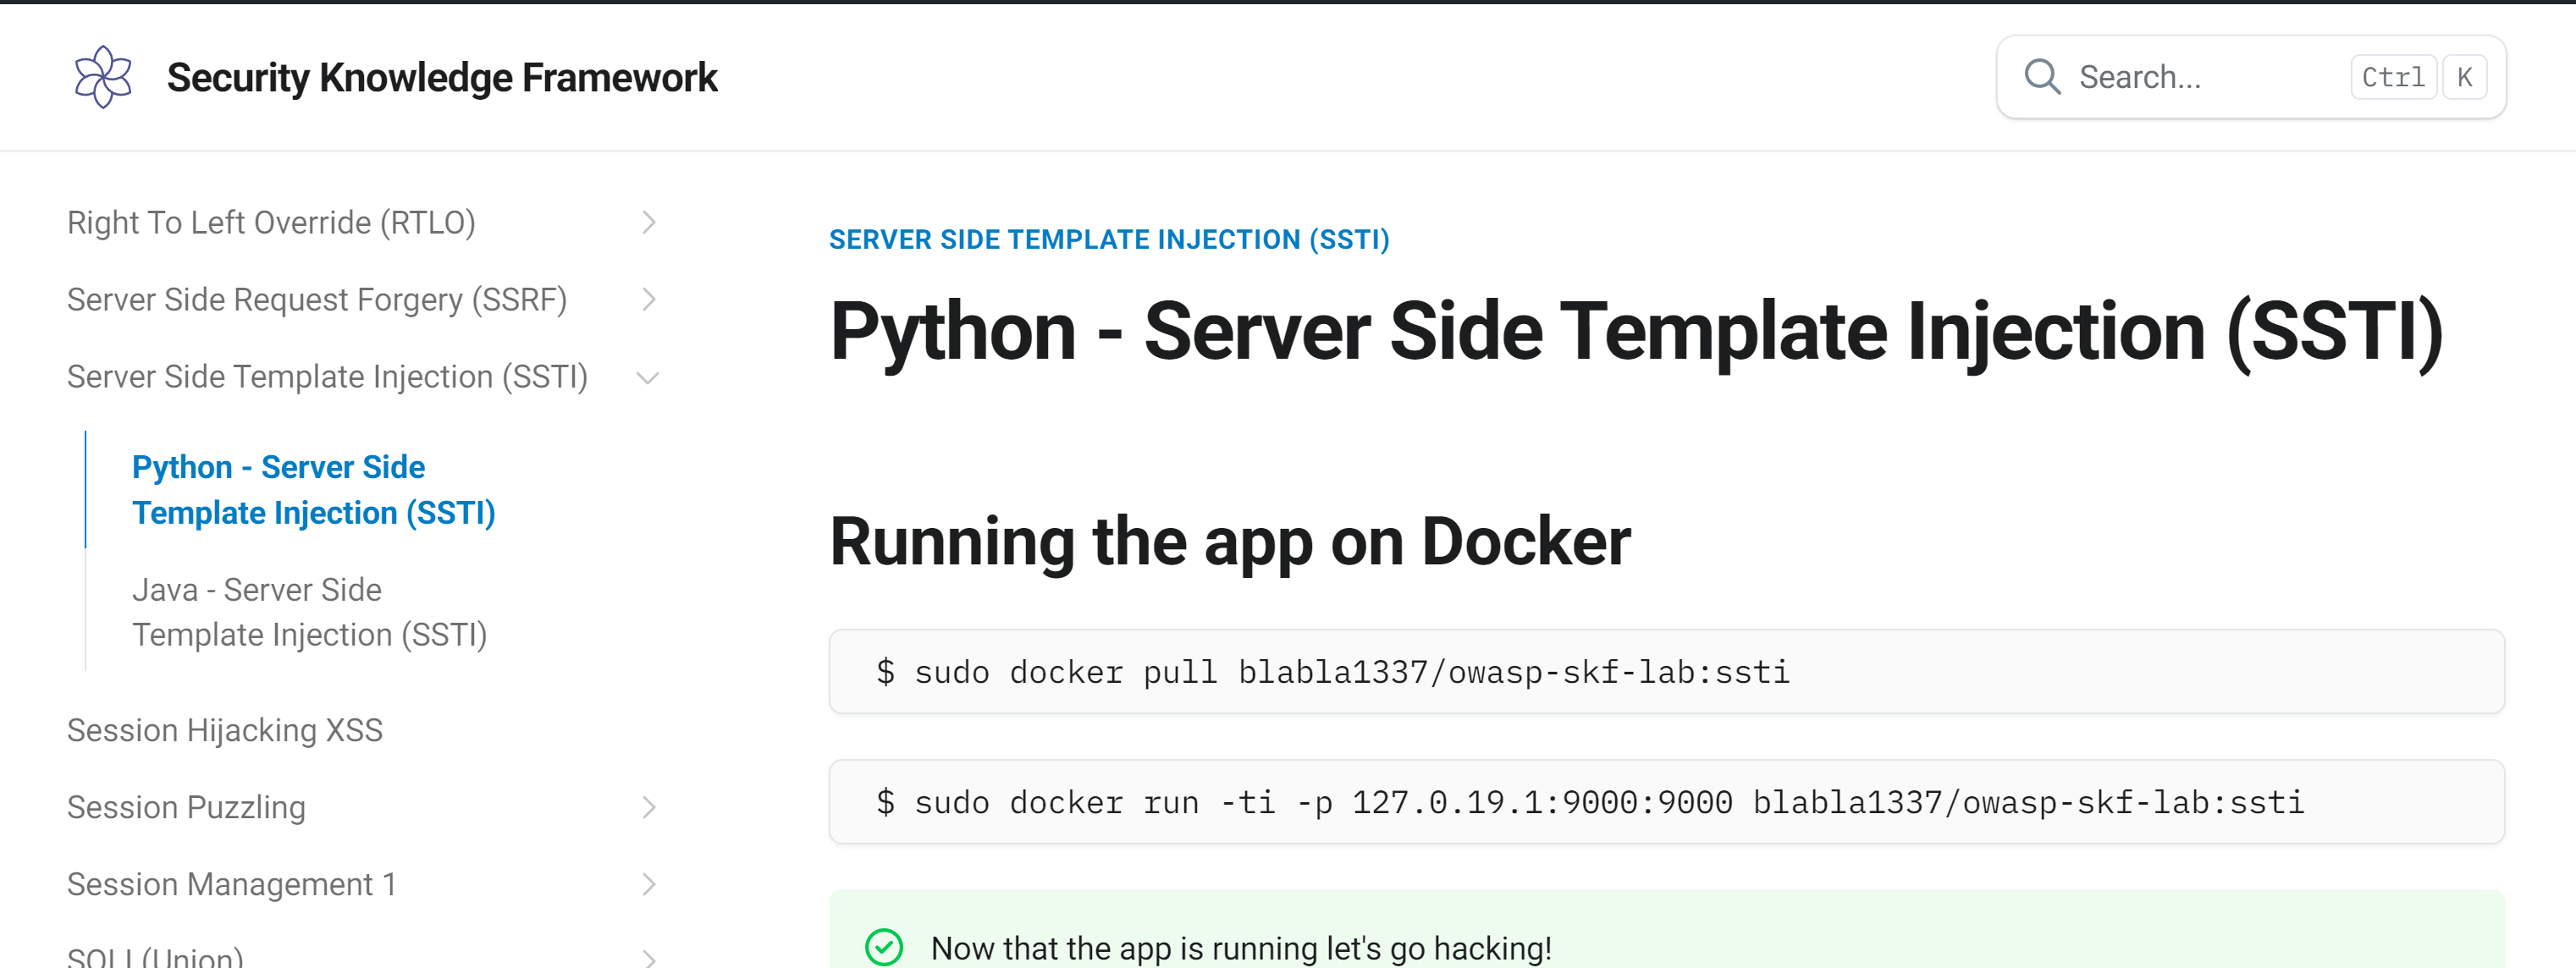 Security Knowledge Framework
Search...
Ctrl
K
Right To Left Override (RTLO)
Server Side Request Forgery (SSRF)
Server Side Template Injection (SSTI)
Python - Server Side
Template Injection (SSTI)
Java - Server Side
Template Injection (SSTI)
Session Hijacking XSS
Session Puzzling
Session Management 1
SQLI (Union)
SERVER SIDE TEMPLATE INJECTION (SSTI)
Python - Server Side Template Injection (SSTI)
Running the app on Docker
$ sudo docker pull blabla1337/owasp-skf-lab:ssti
$ sudo docker run -ti -p 127.0.19.1:9000:9000 blabla1337/owasp-skf-lab:ssti
Now that the app is running let's go hacking!